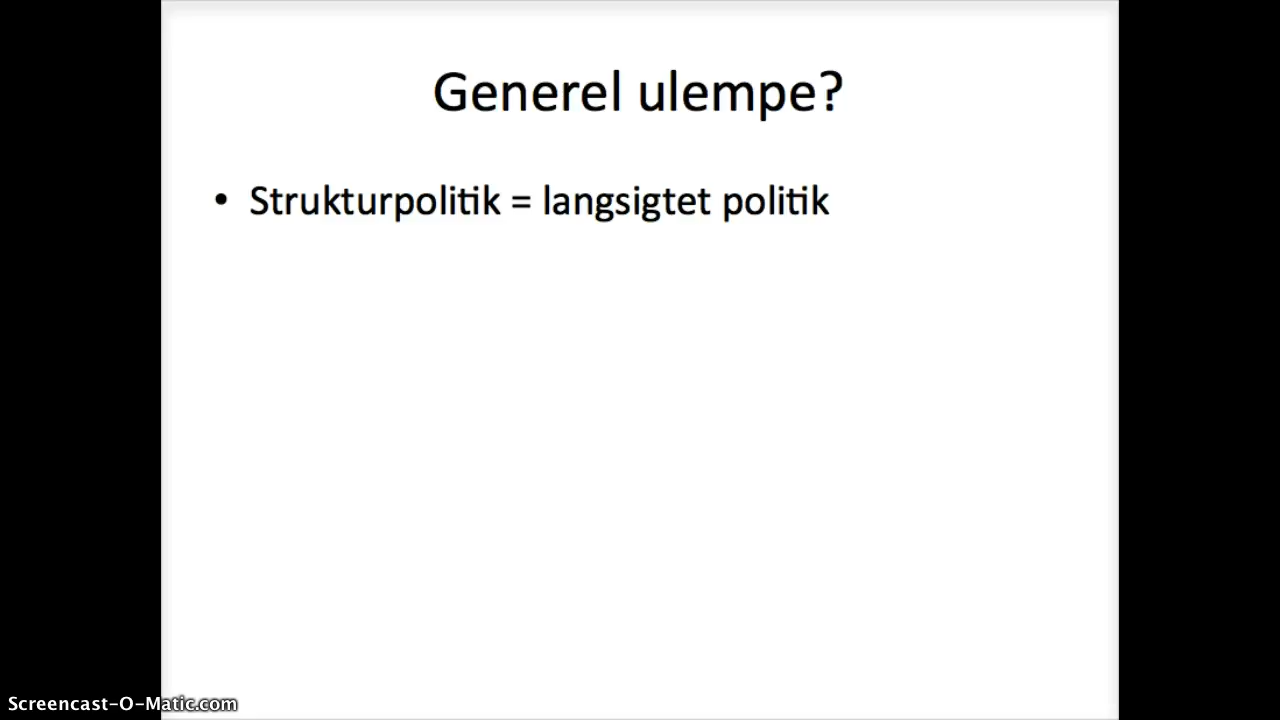 Generel ulempe?
• Strukturpolitik = langsigtet politik
Screencast-O-Matic.com